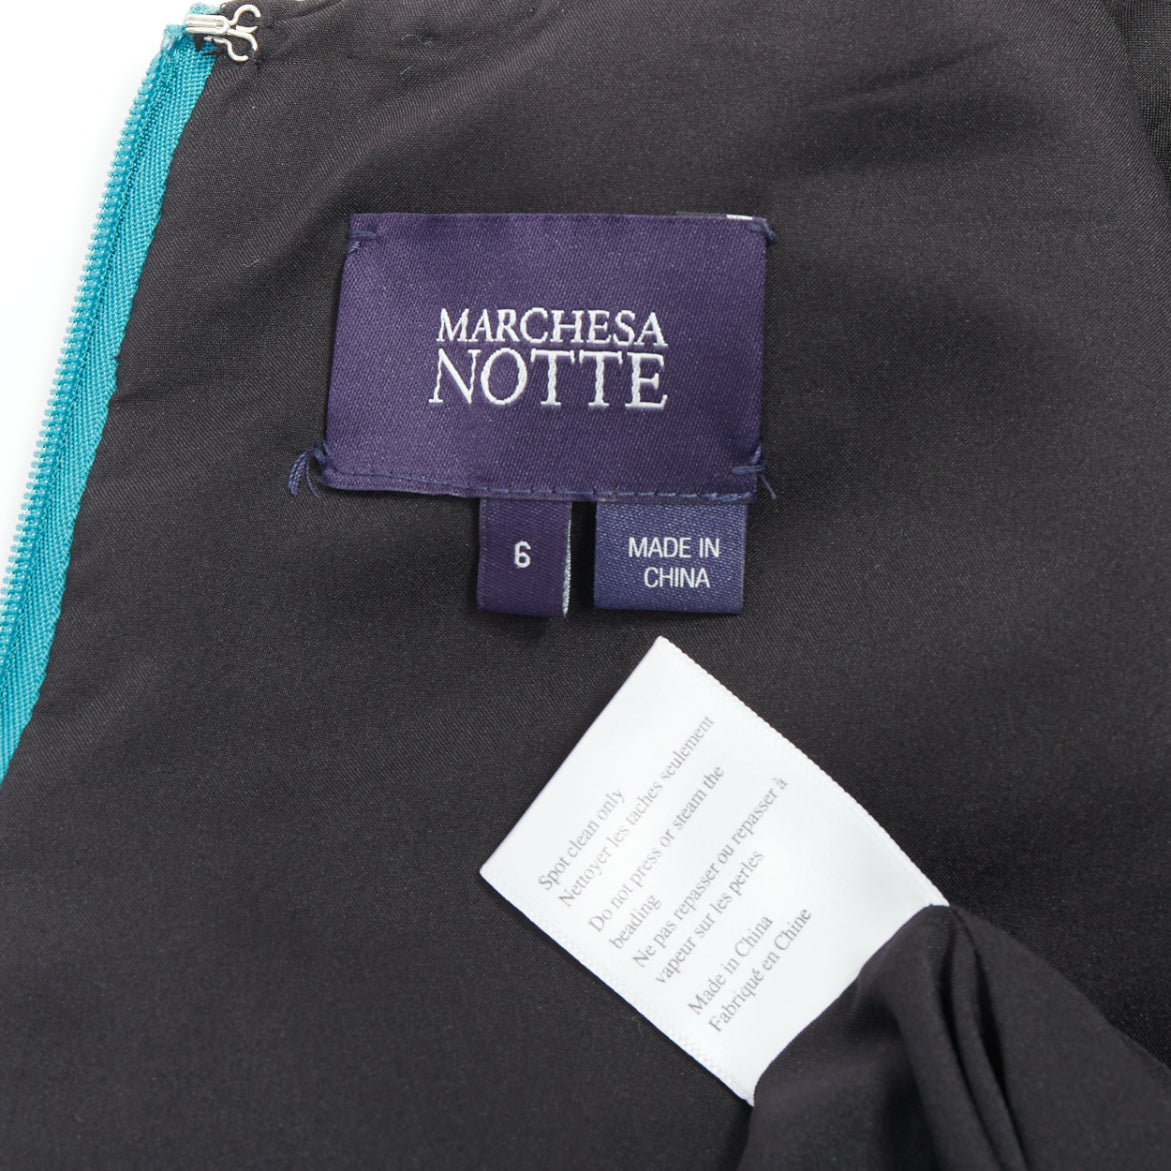 MARCHESA
NOTTE
6
MADE IN
CHINA
Spot clean only
Nettoyer les taches seulement
Do not press or steam the
beading
Ne pas repasser ou repasser à
vapeur sur les perles
Made in China
Fabriqué en Chine